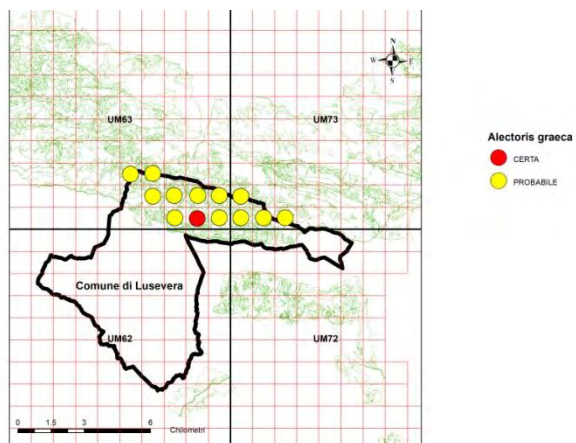 N
W E
S
UM63
UM73
Alectoris graeca
CERTA
PROBABILE
Comune di Lusevera
UM62
UM72
0 1.5 3 6
Chilometri